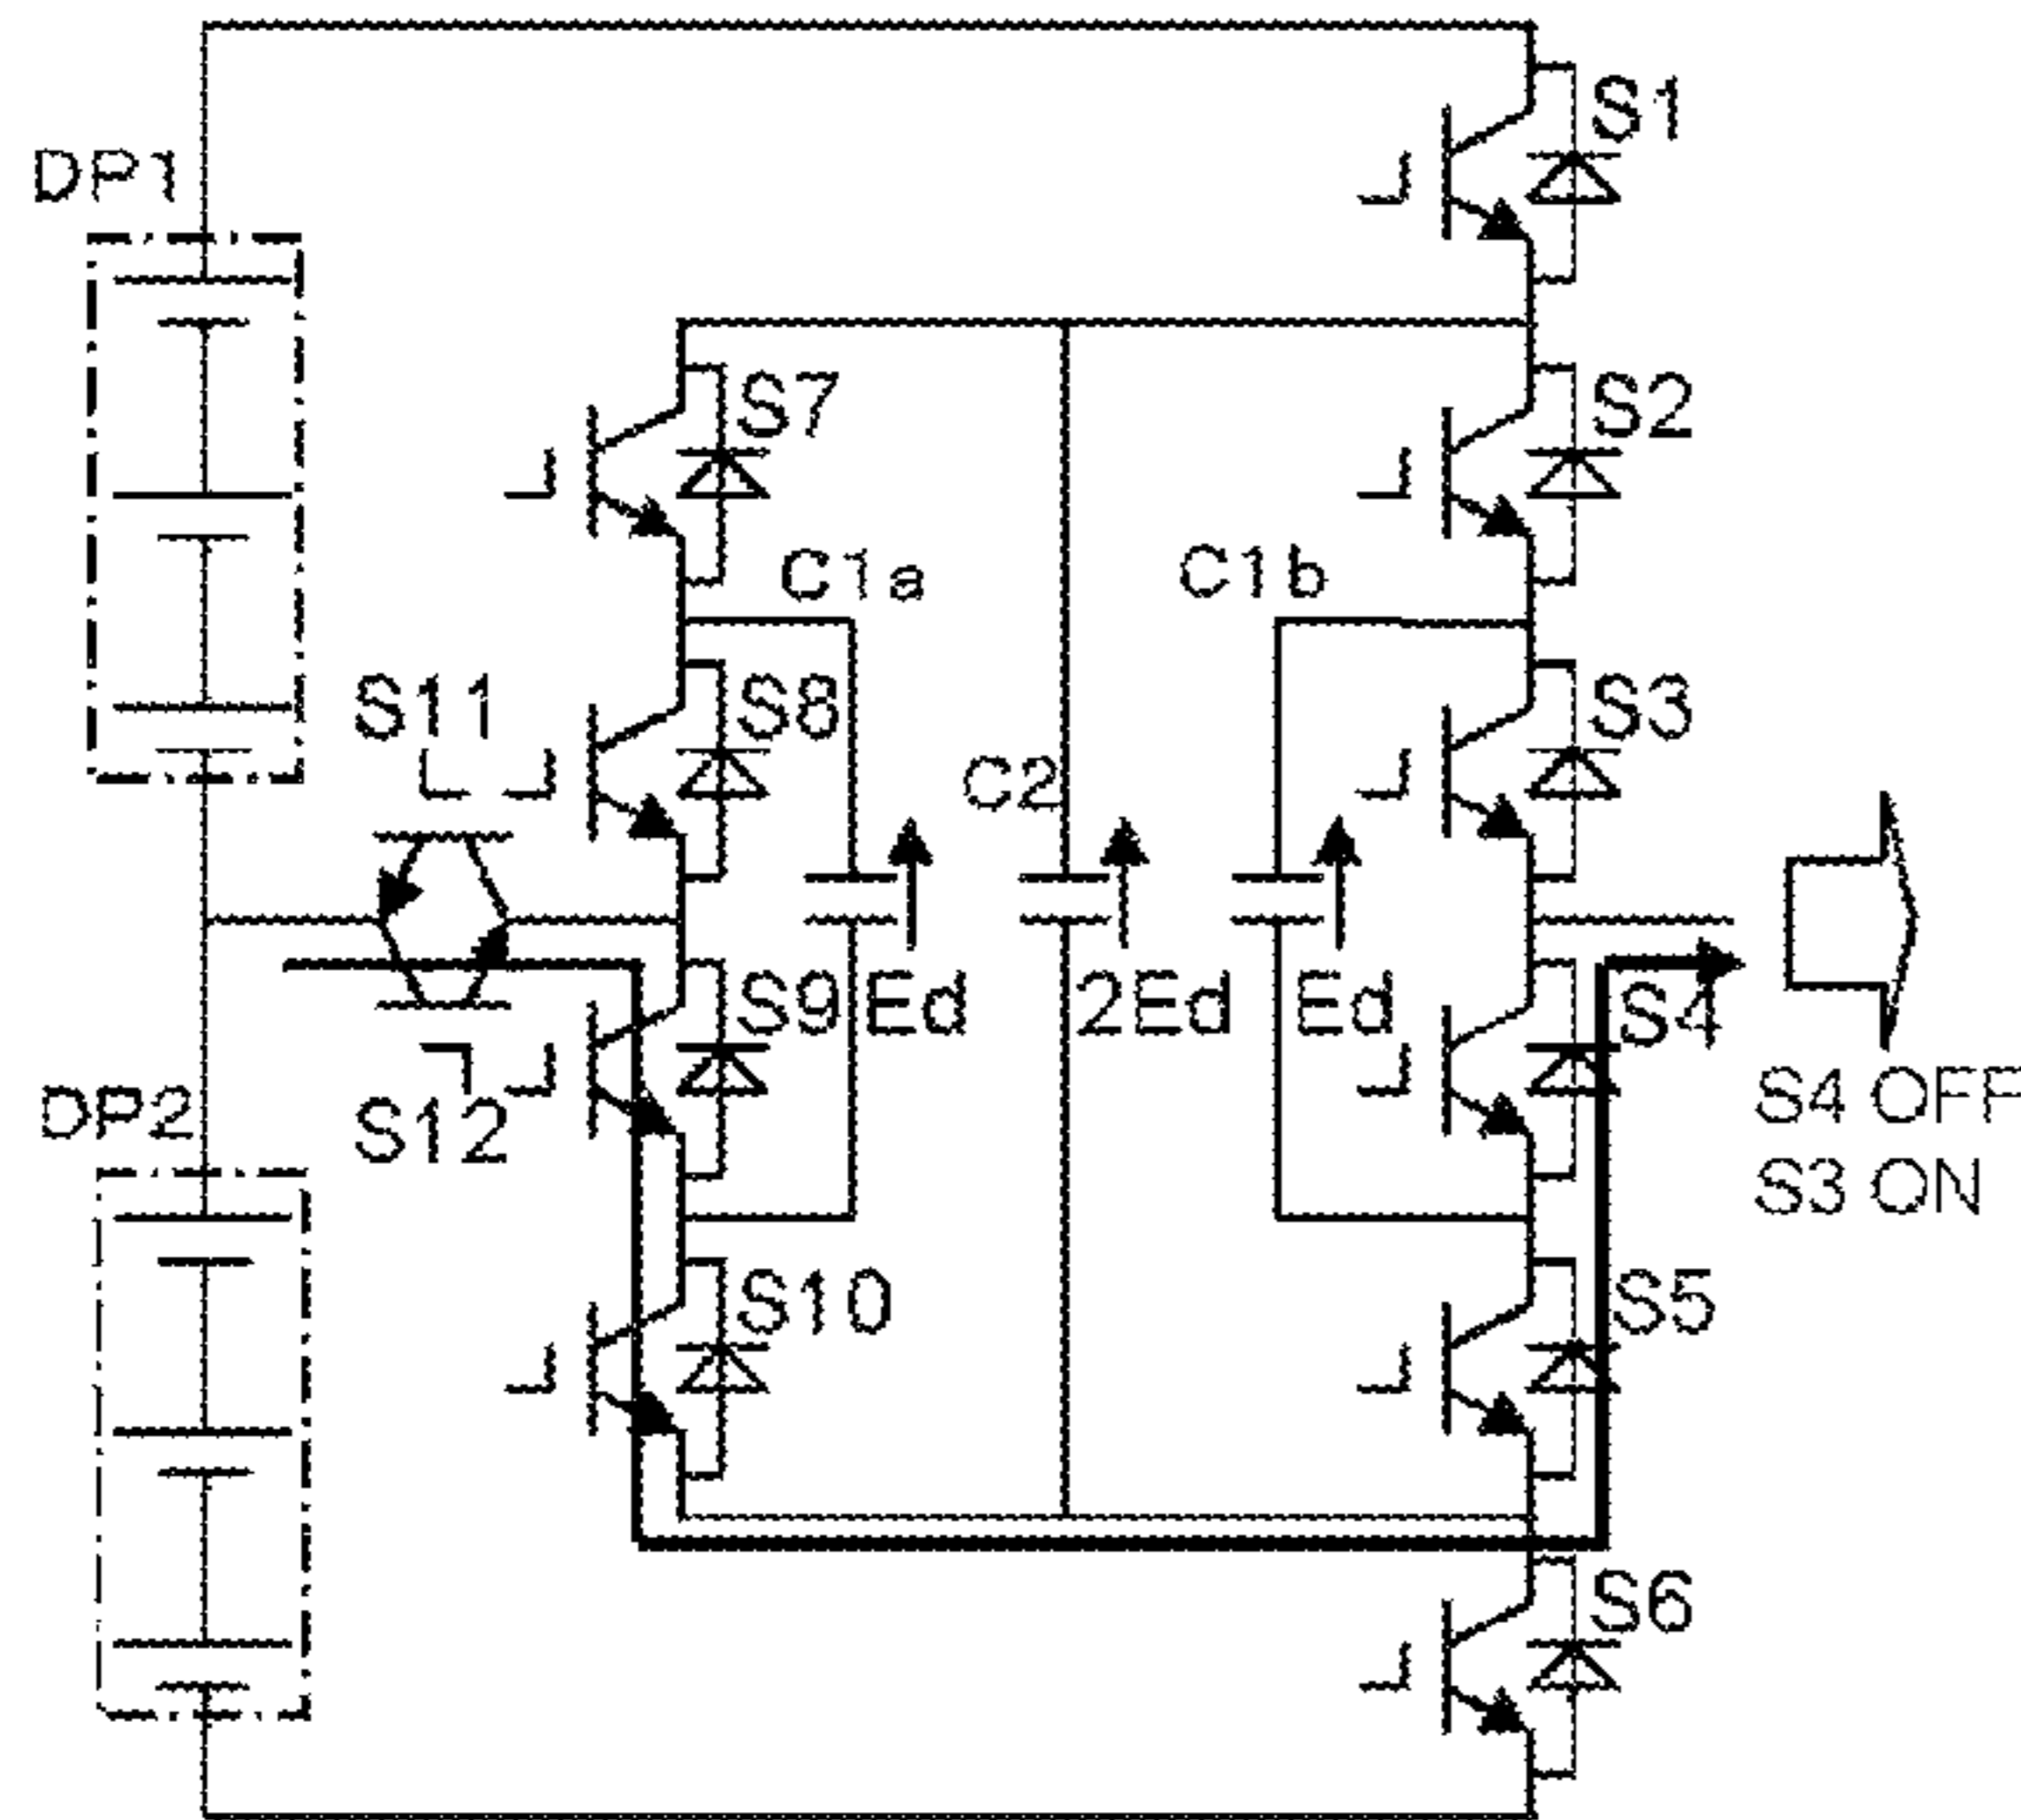 S1
DP1
S7
S2
C1a
C1b
S11
S8
S3
C2
S9
Ed
2Ed
Ed
S4
DP2
S12
S4 OFF
S3 ON
S10
S5
S6